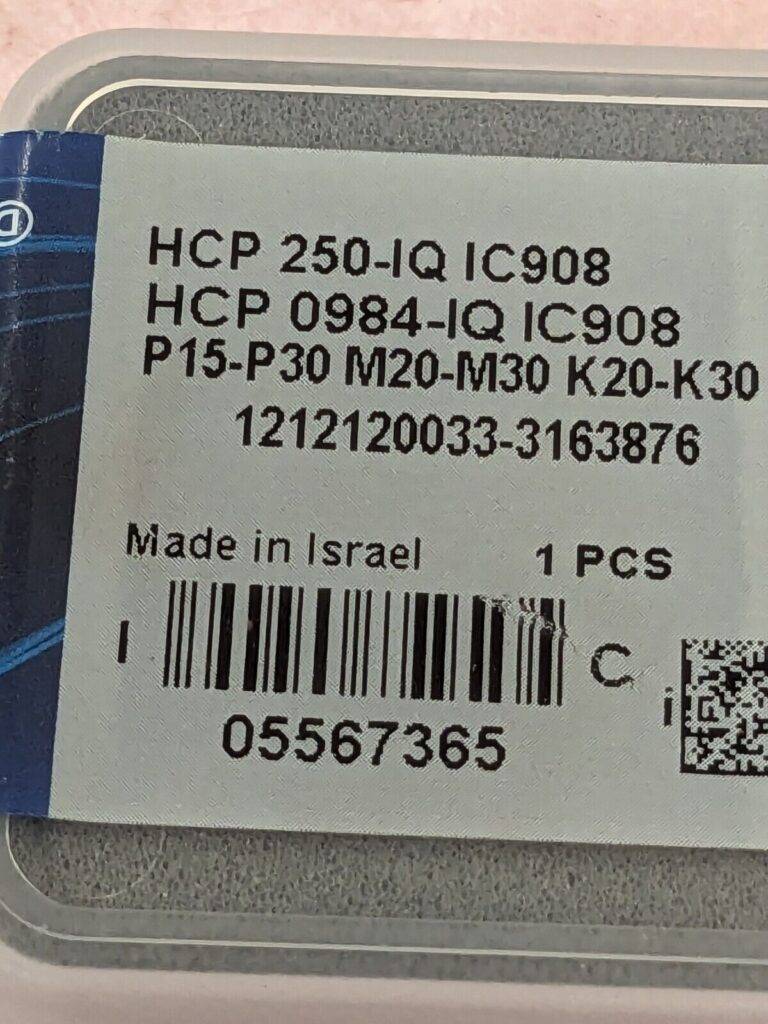 HCP 250-IQ IC908
HCP 0984-IQ IC908
P15-P30 M20-M30 K20-K30
1212120033-3163876
Made in Israel 1 PCS
I C
i
05567365